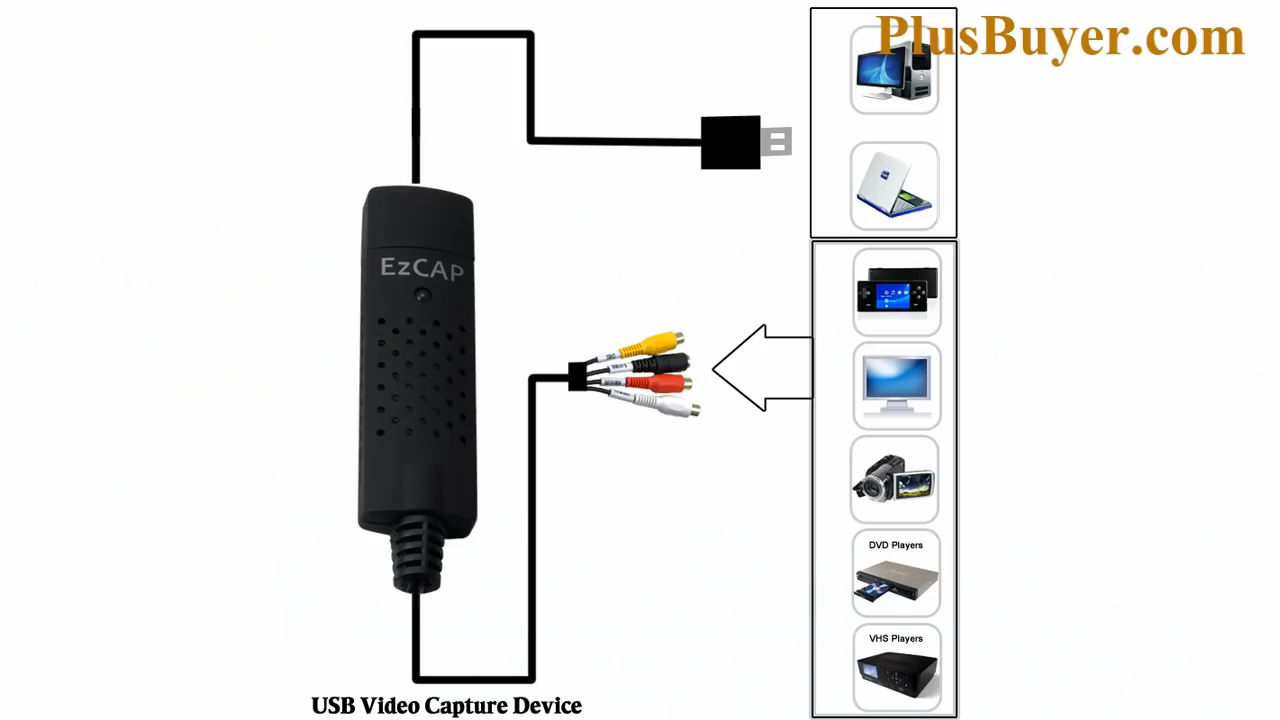 PlusBuyer.com
EzCAP
DVD Players
VHS Players
USB Video Capture Device